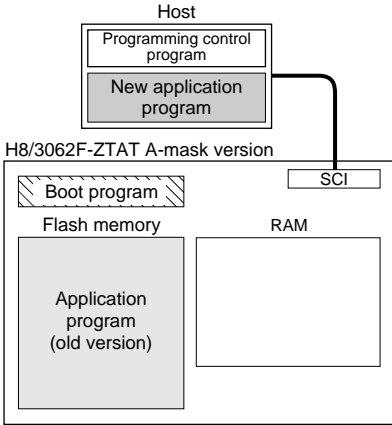 Host
Programming control
program
New application
program
H8/3062F-ZTAT A-mask version
SCI
Boot program
Flash memory
RAM
Application
program
(old version)